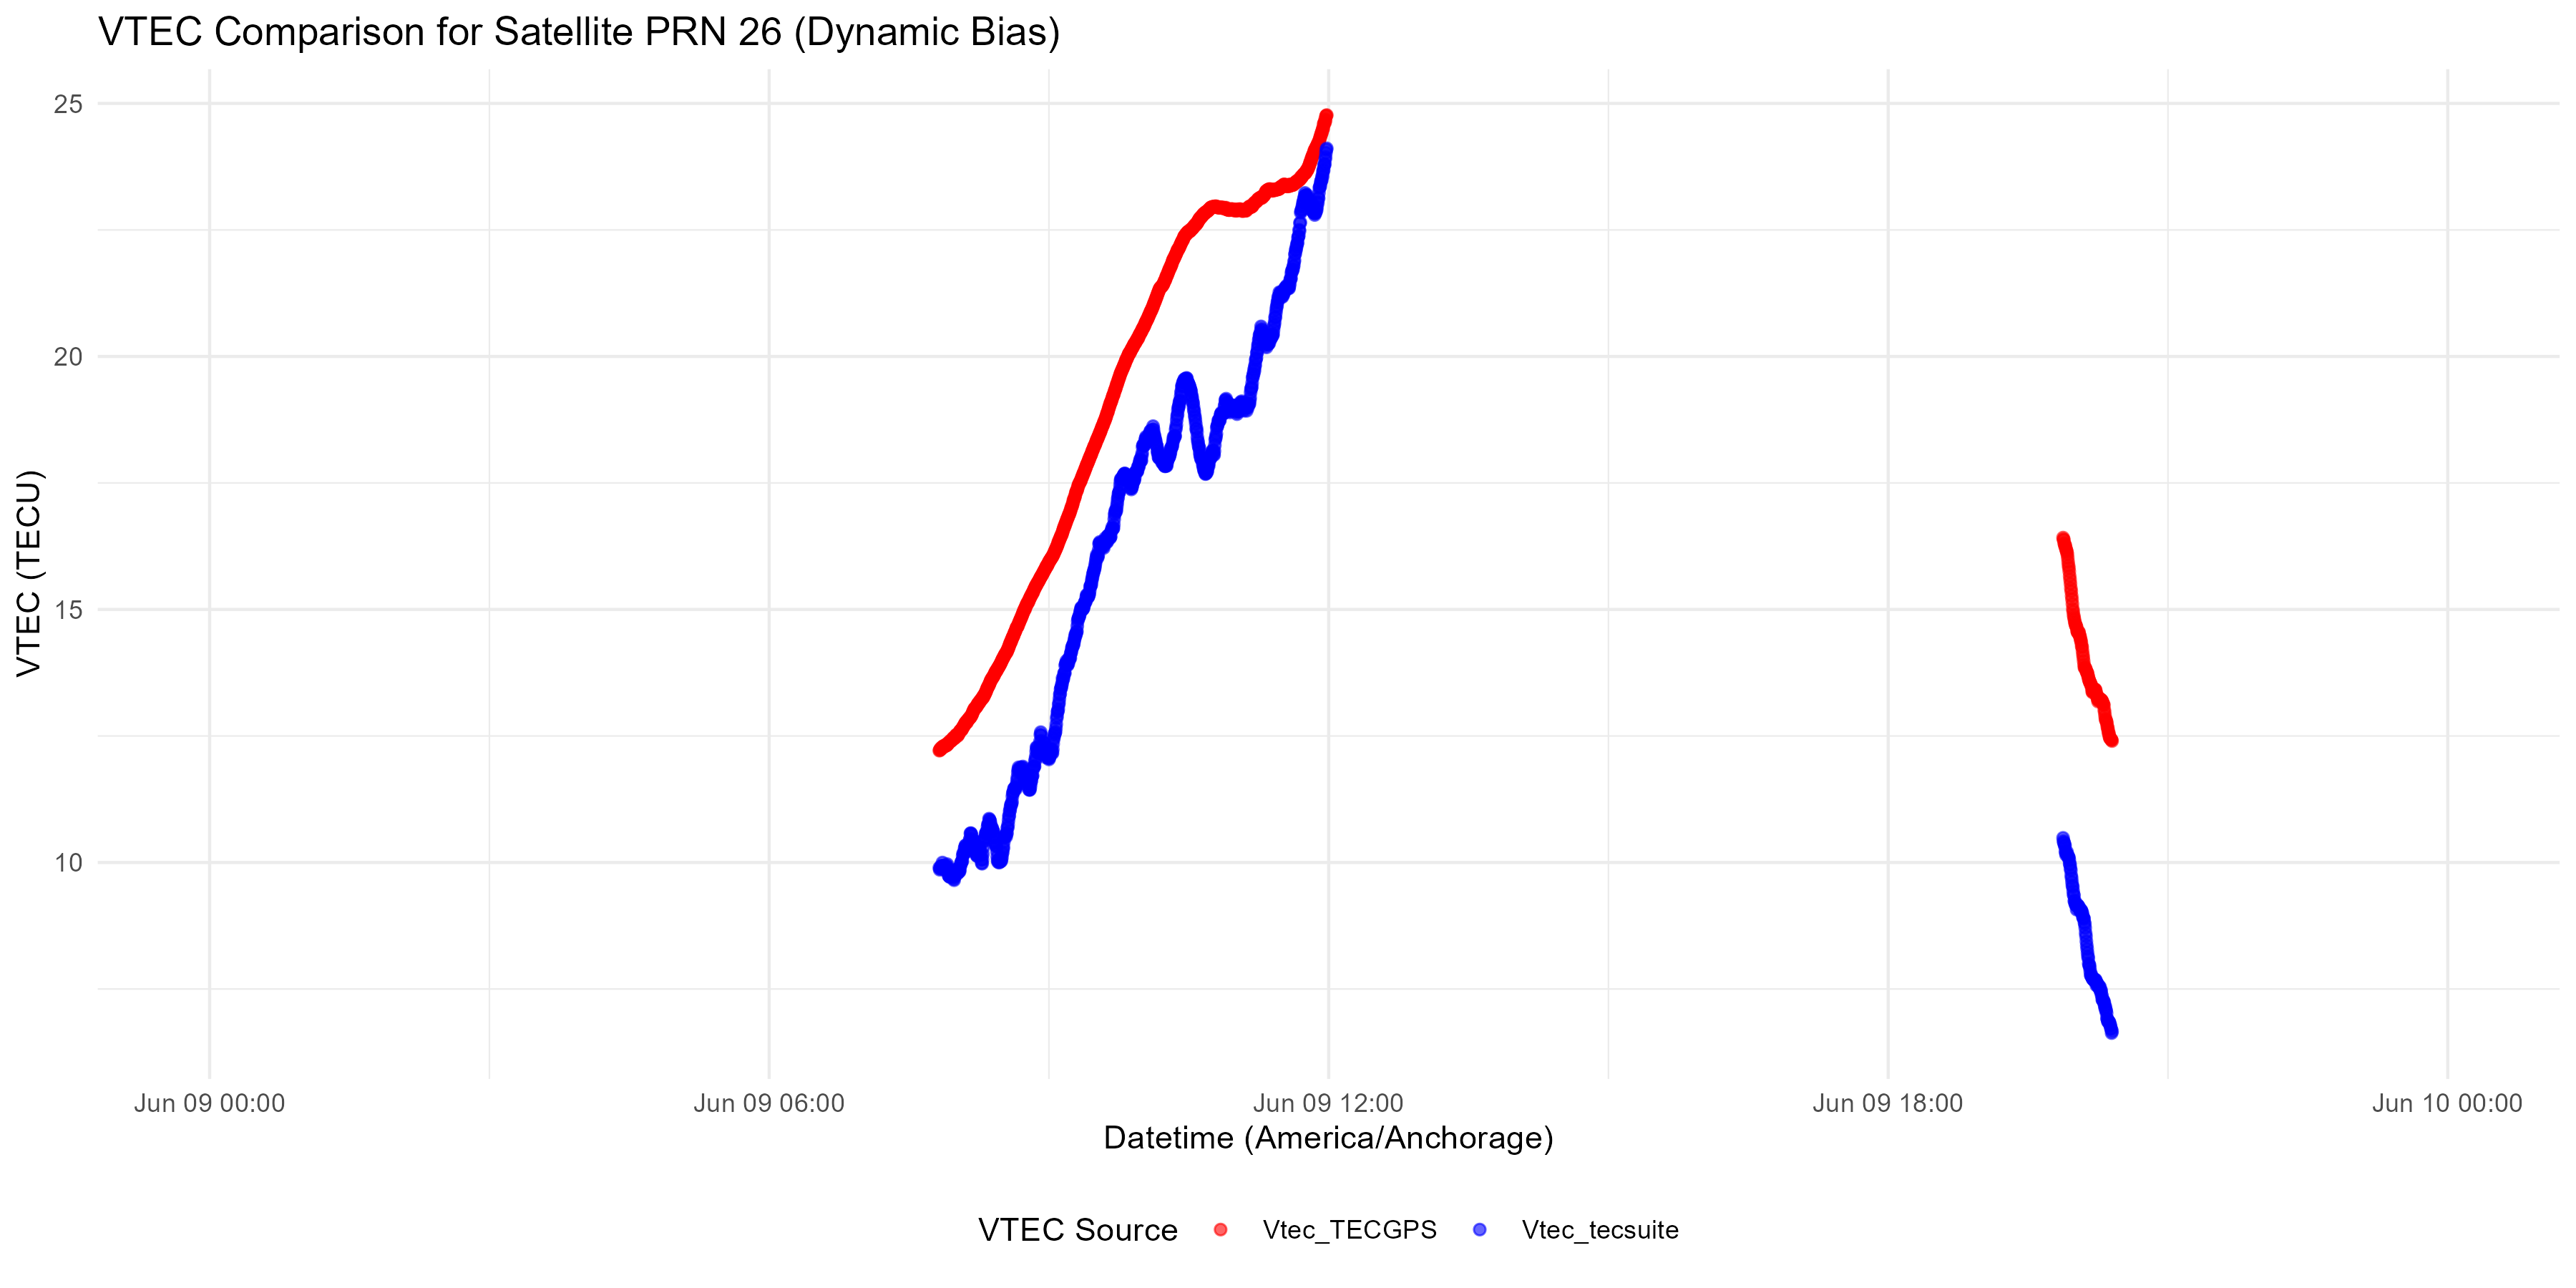 VTEC Comparison for Satellite PRN 26 (Dynamic Bias)
25
20
15
10
VTEC (TECU)
Jun 09 00:00
Jun 09 06:00
Jun 09 12:00
Jun 09 18:00
Jun 10 00:00
Datetime (America/Anchorage)
VTEC Source
Vtec_TECGPS
Vtec_tecsuite